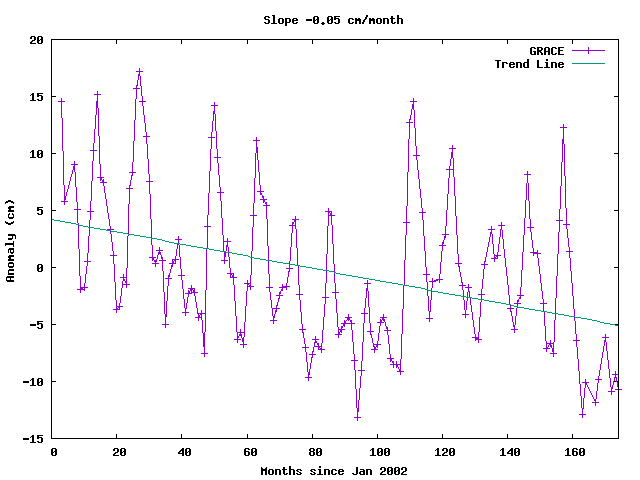 Slope -0.05 cm/month
20
15
10
5
0
-5
-10
-15
Anomaly (cm)
GRACE
Trend Line
0 20 40 60 80 100 120 140 160
Months since Jan 2002